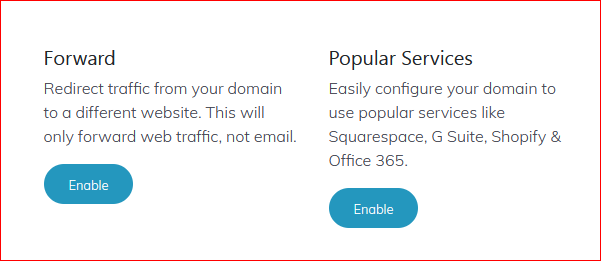 Forward
Redirect traffic from your domain
to a different website. This will
only forward web traffic, not email.
Enable
Popular Services
Easily configure your domain to
use popular services like
Squarespace, G Suite, Shopify &
Office 365.
Enable